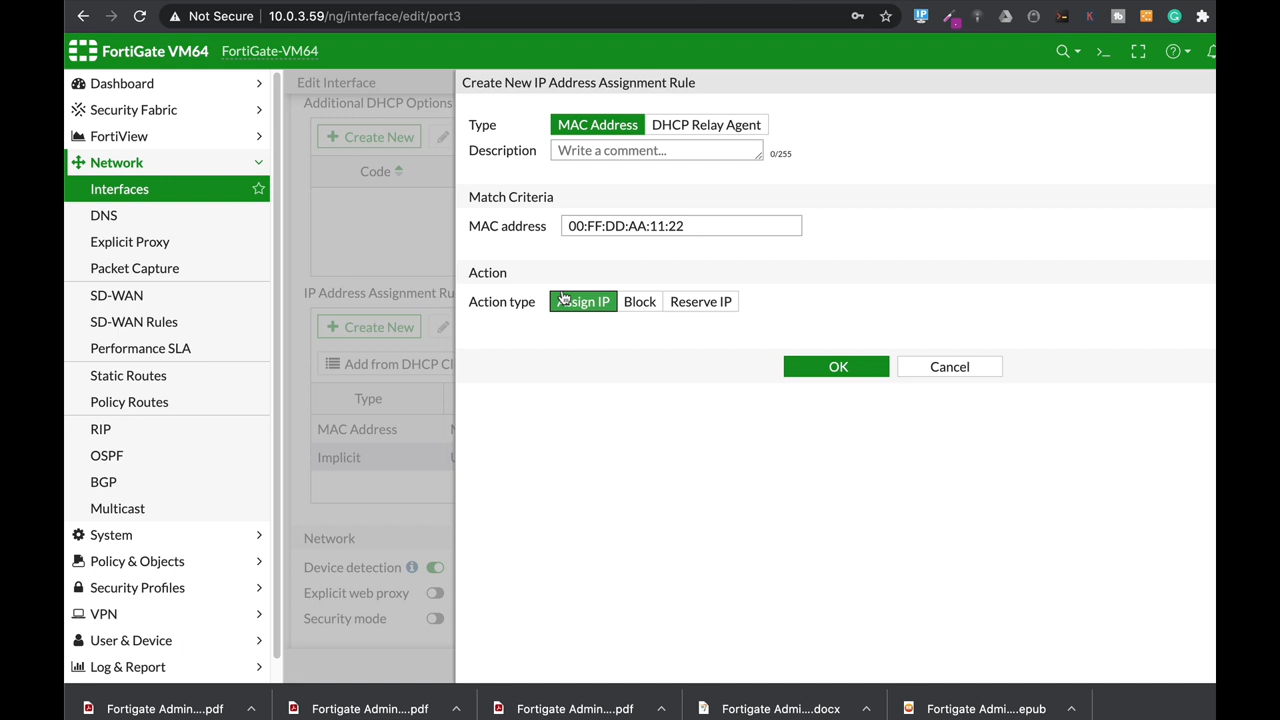 Not Secure | 10.0.3.59/ng/interface/edit/port3
FortiGate VM64 FortiGate-VM64
Dashboard
Security Fabric
FortiView
Network
Interfaces
DNS
Explicit Proxy
Packet Capture
SD-WAN
SD-WAN Rules
Performance SLA
Static Routes
Policy Routes
RIP
OSPF
BGP
Multicast
System
Policy & Objects
Security Profiles
VPN
User & Device
Log & Report
Edit Interface
Additional DHCP Options
Create New
Code
IP Address Assignment Ru
Create New
Add from DHCP Cl
Type
MAC Address
Implicit
Network
Device detection
Explicit web proxy
Security mode
Create New IP Address Assignment Rule
Type MAC Address DHCP Relay Agent
Description Write a comment... 0/255
Match Criteria
MAC address 00:FF:DD:AA:11:22
Action
Action type Assign IP Block Reserve IP
OK Cancel
Fortigate Admin....pdf Fortigate Admin....pdf Fortigate Admin....pdf Fortigate Admi....docx Fortigate Admi....epub